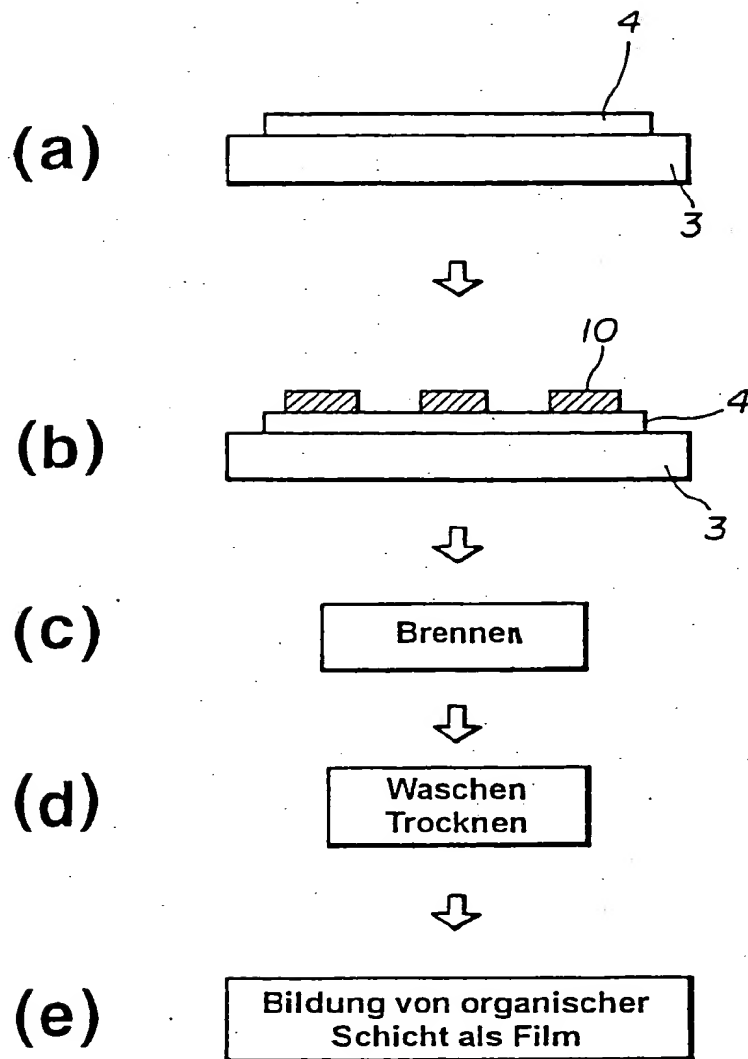 4
(a)
3
10
4
(b)
3
(c) Brennen
(d) Waschen
Trocknen
(e) Bildung von organischer
Schicht als Film